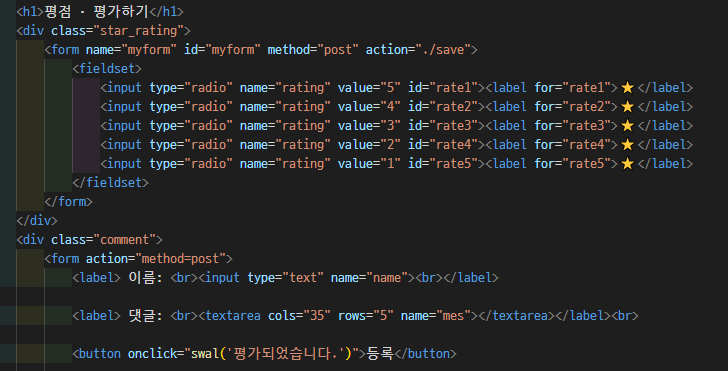 <h1>평점 · 평가하기</h1>
<div class="star_rating">
<form name="myform" id="myform" method="post" action="./save">
<fieldset>
<input type="radio" name="rating" value="5" id="rate1"><label for="rate1">⭐</label>
<input type="radio" name="rating" value="4" id="rate2"><label for="rate2">⭐</label>
<input type="radio" name="rating" value="3" id="rate3"><label for="rate3">⭐</label>
<input type="radio" name="rating" value="2" id="rate4"><label for="rate4">⭐</label>
<input type="radio" name="rating" value="1" id="rate5"><label for="rate5">⭐</label>
</fieldset>
</form>
</div>
<div class="comment">
<form action="method=post">
<label> 이름: <br><input type="text" name="name"><br></label>
<label> 댓글: <br><textarea cols="35" rows="5" name="mes"></textarea></label><br>
<button onclick="swal('평가되었습니다.')">등록</button>